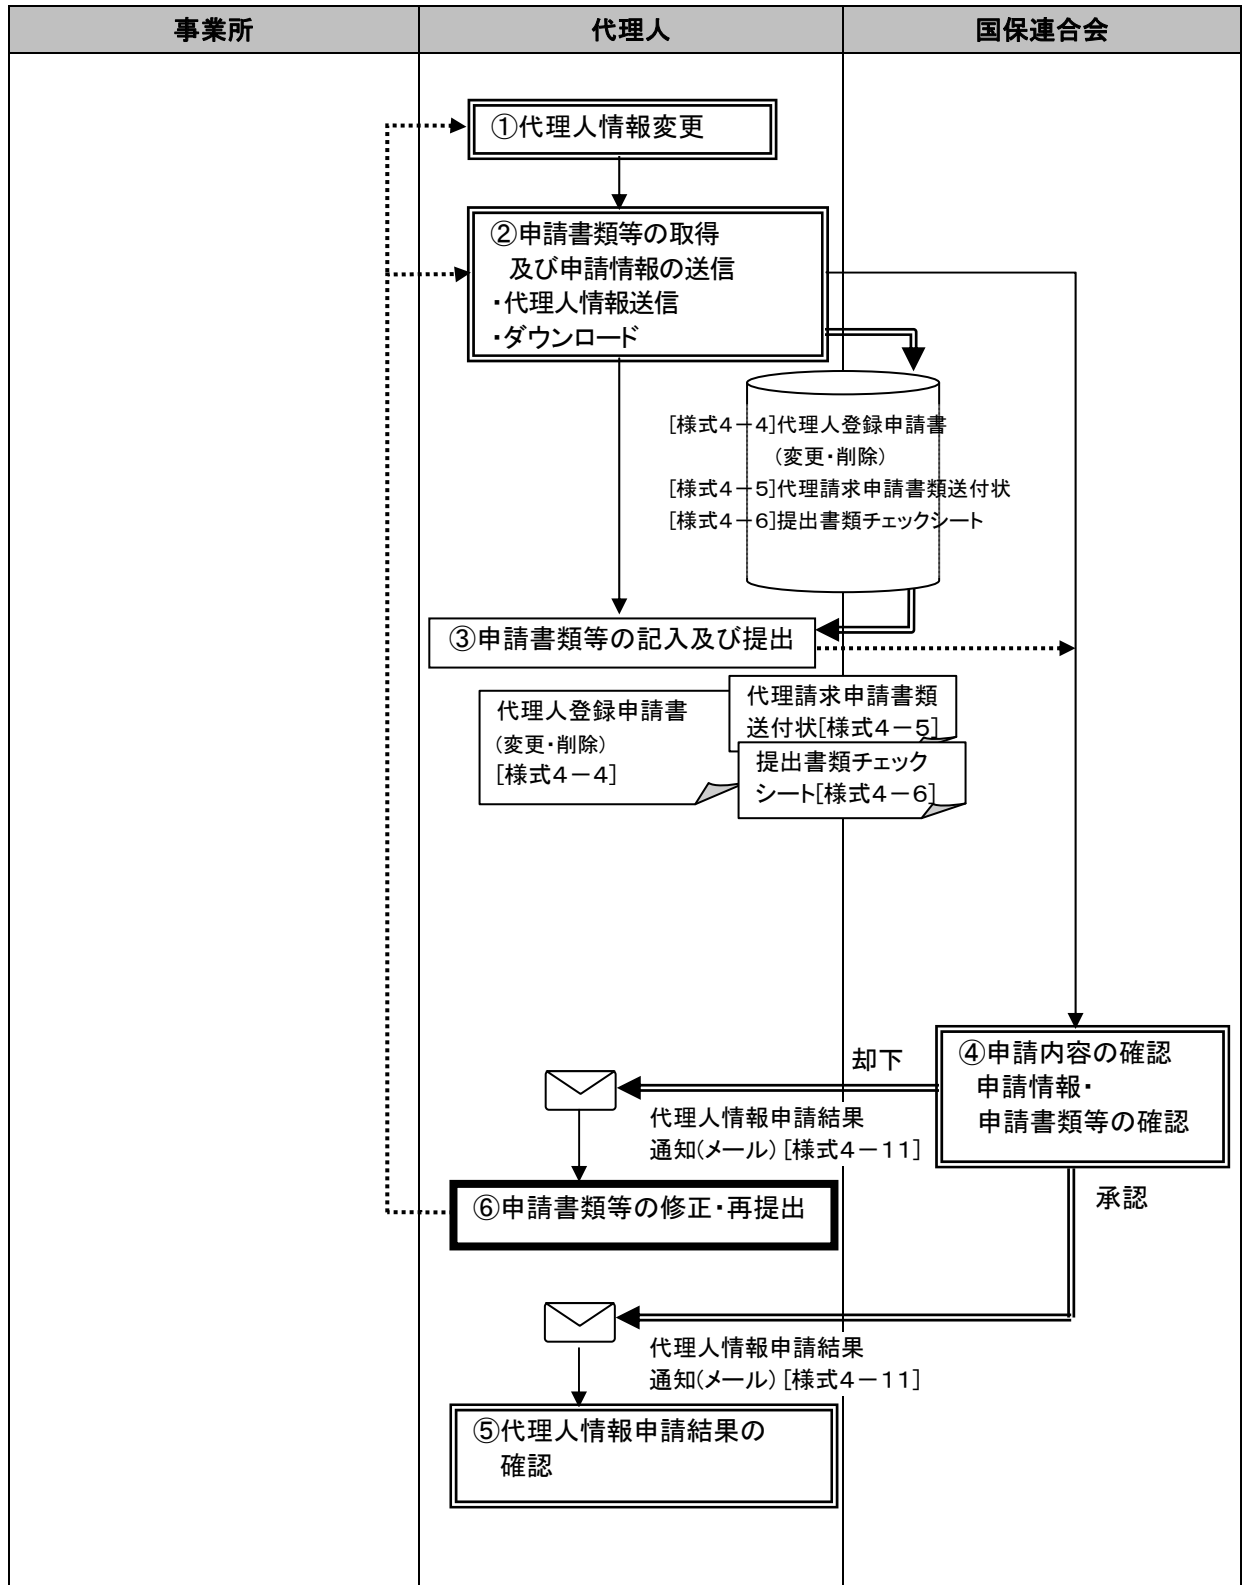 事業所
代理人
国保連合会
①代理人情報変更
②申請書類等の取得
及び申請情報の送信
・代理人情報送信
・ダウンロード
[様式４－４]代理人登録申請書
(変更・削除)
[様式４－５]代理請求申請書類送付状
[様式４－６]提出書類チェックシート
③申請書類等の記入及び提出
代理人登録申請書
(変更・削除)
[様式４－４]
代理請求申請書類
送付状[様式４－５]
提出書類チェック
シート[様式４－６]
④申請内容の確認
申請情報・
申請書類等の確認
却下
代理人情報申請結果
通知(メール)[様式４－１１]
⑥申請書類等の修正・再提出
承認
代理人情報申請結果
通知(メール)[様式４－１１]
⑤代理人情報申請結果の
確認